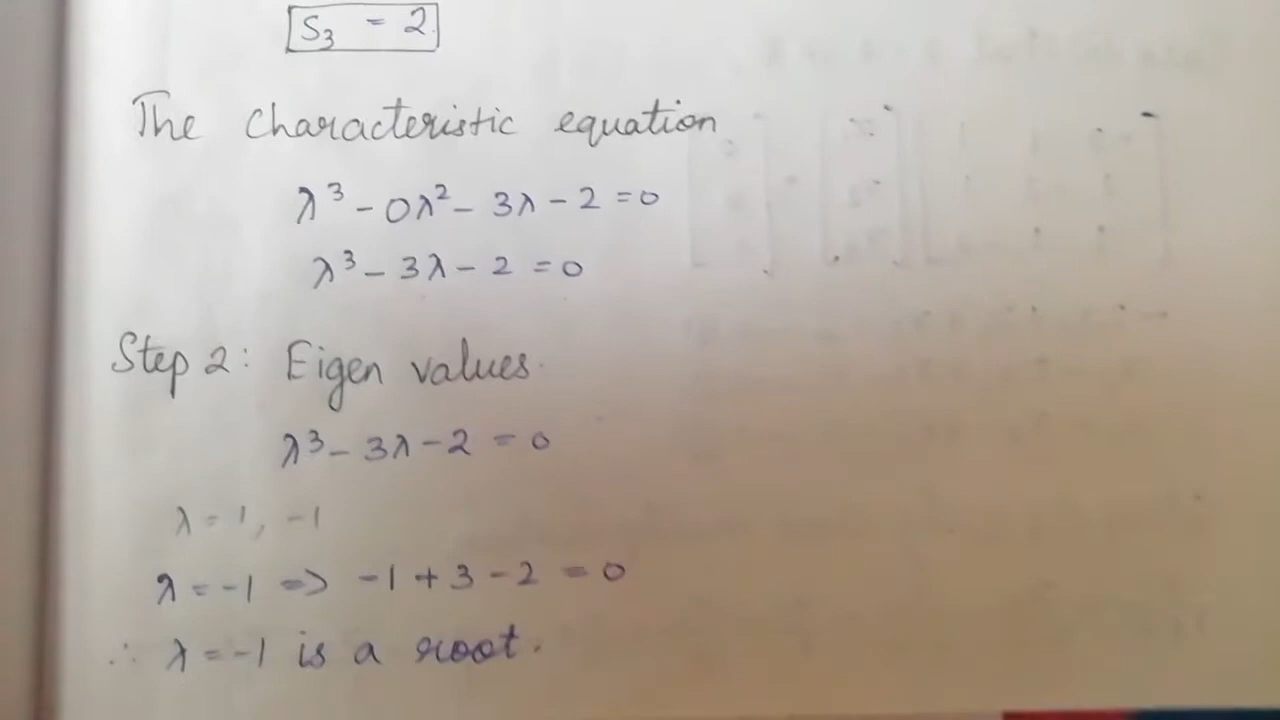 S₃ = 2
The characteristic equation
λ³ - 0λ² - 3λ - 2 = 0
λ³ - 3λ - 2 = 0
Step 2: Eigen values.
λ³ - 3λ - 2 = 0
λ = 1, -1
λ = -1 => -1 + 3 - 2 = 0
∴ λ = -1 is a root.